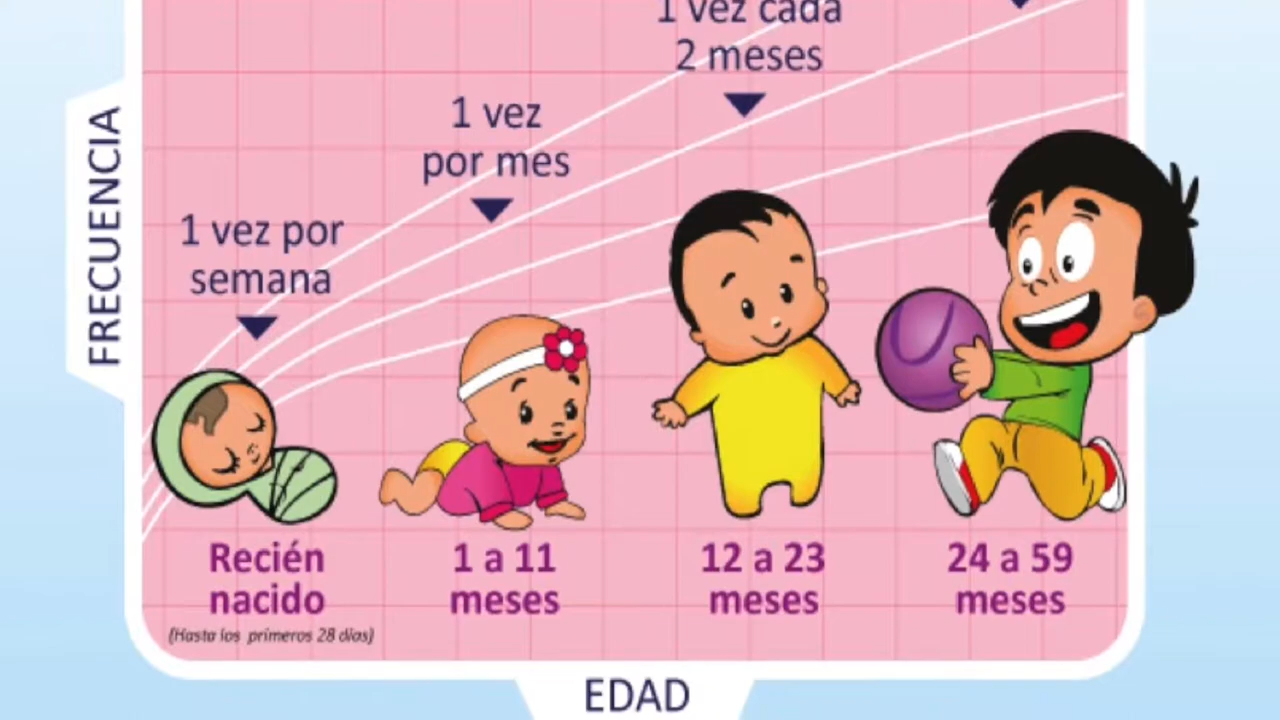 FRECUENCIA
1 vez cada
2 meses
1 vez
por mes
1 vez por
semana
Recién
nacido
(Hasta los primeros 28 días)
1 a 11
meses
12 a 23
meses
24 a 59
meses
EDAD